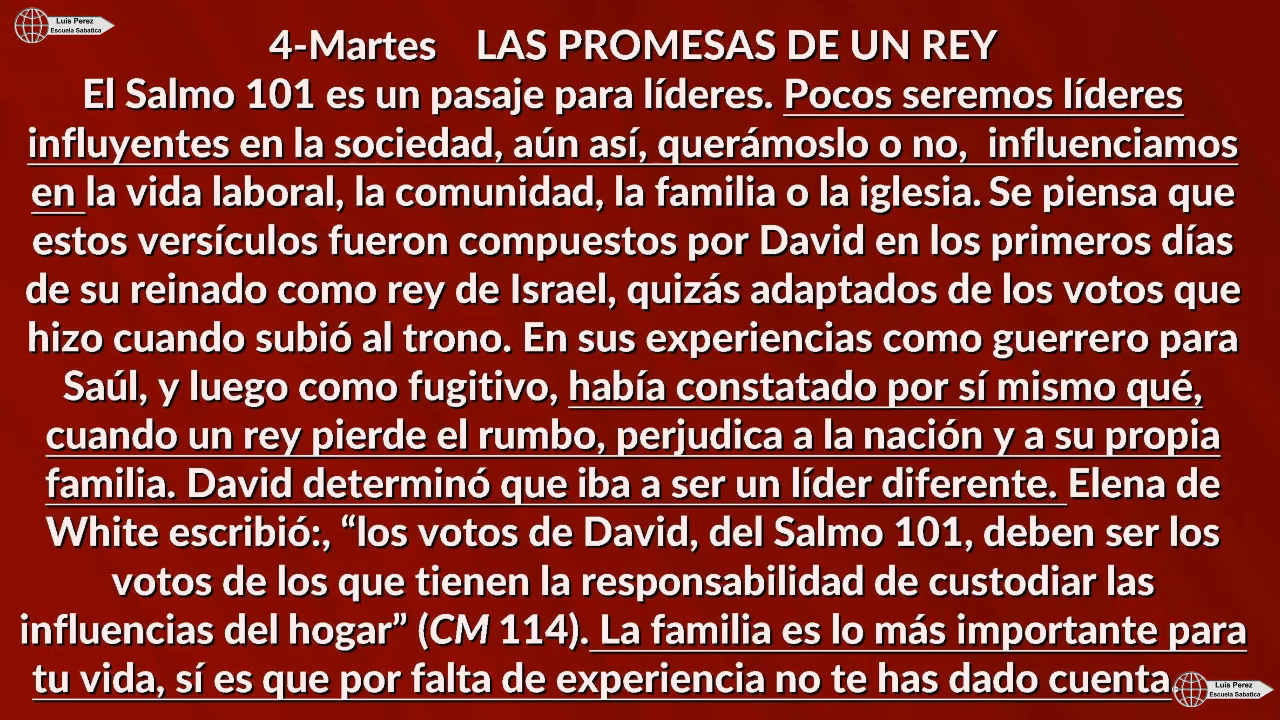 Luis Perez
Escuela Sabatica
4-Martes LAS PROMESAS DE UN REY
El Salmo 101 es un pasaje para líderes. Pocos seremos líderes
influyentes en la sociedad, aún así, querámoslo o no, influenciamos
en la vida laboral, la comunidad, la familia o la iglesia. Se piensa que
estos versículos fueron compuestos por David en los primeros días
de su reinado como rey de Israel, quizás adaptados de los votos que
hizo cuando subió al trono. En sus experiencias como guerrero para
Saúl, y luego como fugitivo, había constatado por sí mismo qué,
cuando un rey pierde el rumbo, perjudica a la nación y a su propia
familia. David determinó que iba a ser un líder diferente. Elena de
White escribió:, “los votos de David, del Salmo 101, deben ser los
votos de los que tienen la responsabilidad de custodiar las
influencias del hogar” (CM 114). La familia es lo más importante para
tu vida, sí es que por falta de experiencia no te has dado cuenta.
Luis Perez
Escuela Sabatica